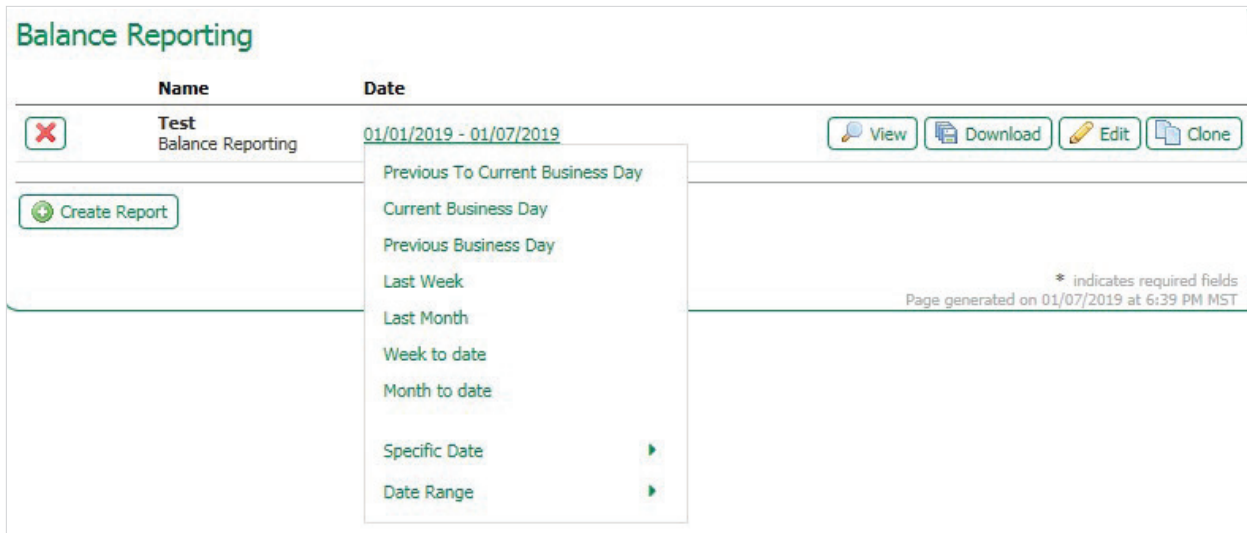 Balance Reporting
Name Date
Test
Balance Reporting
01/01/2019 - 01/07/2019
View Download Edit Clone
Previous To Current Business Day
Current Business Day
Previous Business Day
Last Week
Last Month
Week to date
Month to date
Specific Date
Date Range
Create Report
* indicates required fields
Page generated on 01/07/2019 at 6:39 PM MST